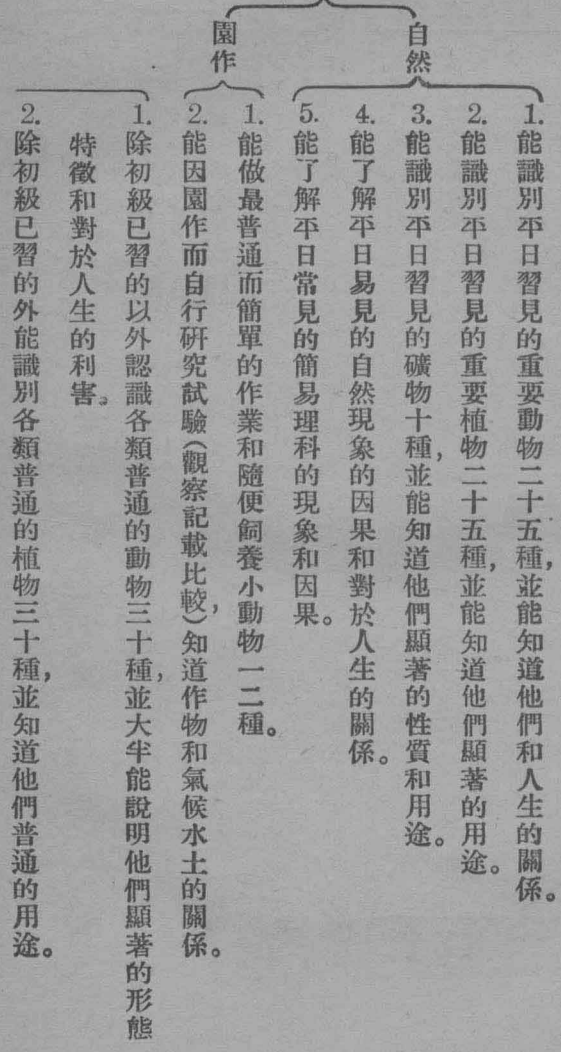 自然
1.能識別平日習見的重要動物二十五種,並能知道他們和人生的關係。
2.能識別平日習見的重要植物二十五種,並能知道他們顯著的用途。
3.能識別平日習見的礦物十種,並能知道他們顯著的性質和用途。
4.能了解平日易見的自然現象的因果和對於人生的關係。
5.能了解平日常見的簡易理科的現象和因果。
園作
1.能做最普通而簡單的作業和隨便飼養小動物一二種。
2.能因園作而自行研究試驗(觀察記載比較,)知道作物和氣候水土的關係。
1.除初級已習的以外認識各類普通的動物三十種,並大半能說明他們顯著的形態
特徵和對於人生的利害。
2.除初級已習的外能識別各類普通的植物三十種,並知道他們普通的用途。